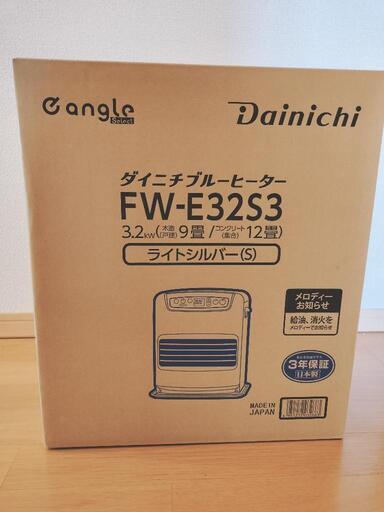 e angle
Select
Dainichi
ダイニチブルーヒーター
FW-E32S3
3.2kW(木造(戸建) 9畳/コンクリート(集合) 12畳)
ライトシルバー(S)
メロディー
お知らせ
給油、消火を
メロディーでお知らせ
3年保証
日本製
MADE IN
JAPAN